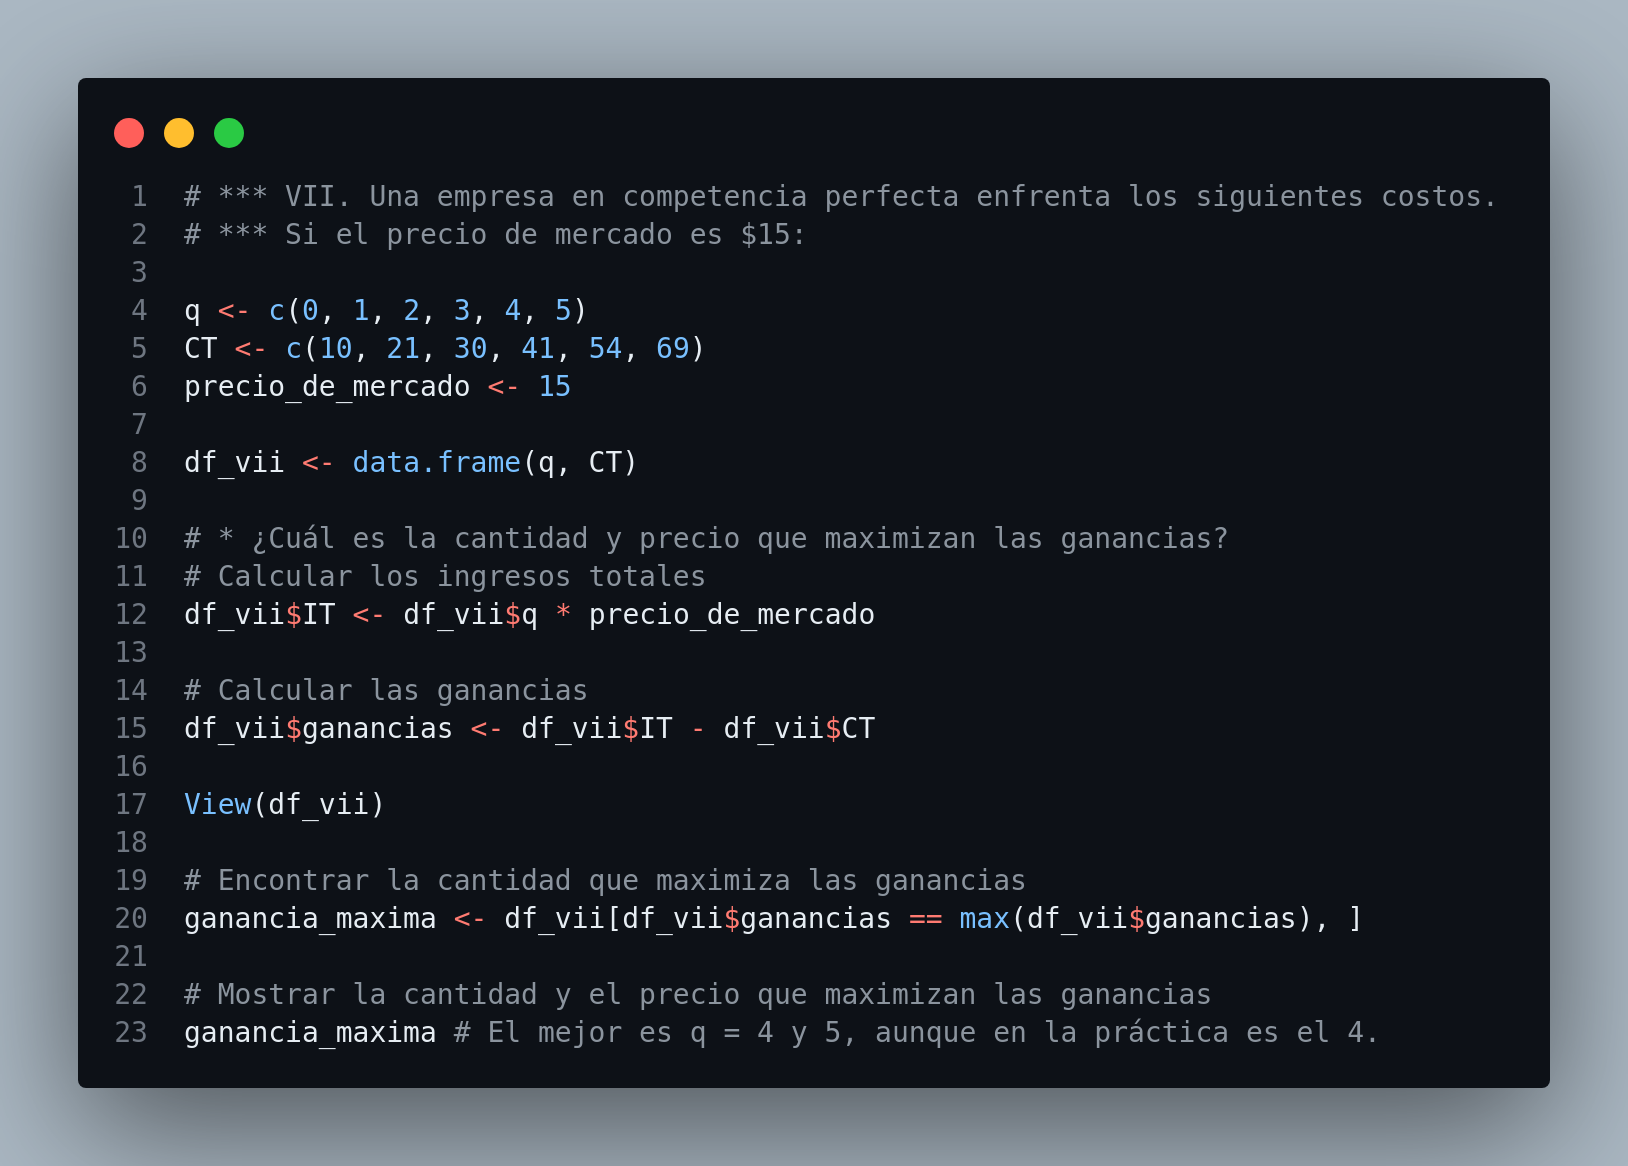 1 # *** VII. Una empresa en competencia perfecta enfrenta los siguientes costos.
2 # *** Si el precio de mercado es $15:
3
4 q <- c(0, 1, 2, 3, 4, 5)
5 CT <- c(10, 21, 30, 41, 54, 69)
6 precio_de_mercado <- 15
7
8 df_vii <- data.frame(q, CT)
9
10 # * ¿Cuál es la cantidad y precio que maximizan las ganancias?
11 # Calcular los ingresos totales
12 df_vii$IT <- df_vii$q * precio_de_mercado
13
14 # Calcular las ganancias
15 df_vii$ganancias <- df_vii$IT - df_vii$CT
16
17 View(df_vii)
18
19 # Encontrar la cantidad que maximiza las ganancias
20 ganancia_maxima <- df_vii[df_vii$ganancias == max(df_vii$ganancias), ]
21
22 # Mostrar la cantidad y el precio que maximizan las ganancias
23 ganancia_maxima # El mejor es q = 4 y 5, aunque en la práctica es el 4.